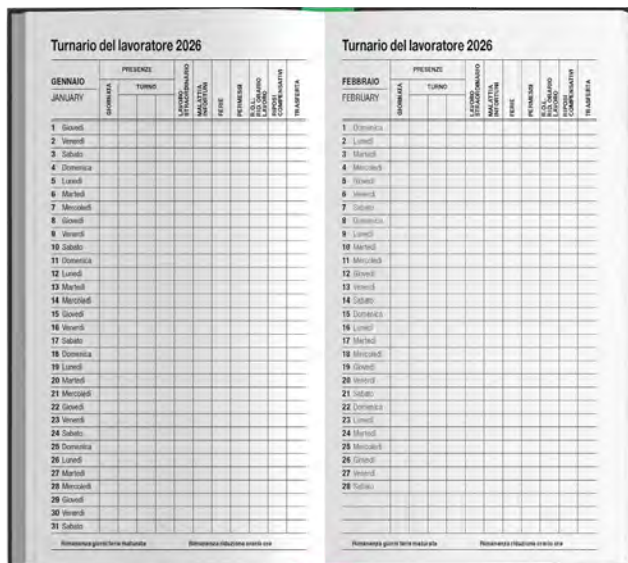 Turnario del lavoratore 2026
PRESENZE
GENNAIO
JANUARY
GIORNATA
TURNO
LAVORO STRAORDINARIO
MALATTIA INFORTUNI
FERIE
PERMESSI
R.O.L. RID. ORARIO LAVORO
RIPOSI COMPENSATIVI
TRASFERTA
1 Giovedì
2 Venerdì
3 Sabato
4 Domenica
5 Lunedì
6 Martedì
7 Mercoledì
8 Giovedì
9 Venerdì
10 Sabato
11 Domenica
12 Lunedì
13 Martedì
14 Mercoledì
15 Giovedì
16 Venerdì
17 Sabato
18 Domenica
19 Lunedì
20 Martedì
21 Mercoledì
22 Giovedì
23 Venerdì
24 Sabato
25 Domenica
26 Lunedì
27 Martedì
28 Mercoledì
29 Giovedì
30 Venerdì
31 Sabato
Rimanenza giorni ferie maturate Rimanenza riduzione orario ore
Turnario del lavoratore 2026
PRESENZE
FEBBRAIO
FEBRUARY
GIORNATA
TURNO
LAVORO STRAORDINARIO
MALATTIA INFORTUNI
FERIE
PERMESSI
R.O.L. RID. ORARIO LAVORO
RIPOSI COMPENSATIVI
TRASFERTA
1 Domenica
2 Lunedì
3 Martedì
4 Mercoledì
5 Giovedì
6 Venerdì
7 Sabato
8 Domenica
9 Lunedì
10 Martedì
11 Mercoledì
12 Giovedì
13 Venerdì
14 Sabato
15 Domenica
16 Lunedì
17 Martedì
18 Mercoledì
19 Giovedì
20 Venerdì
21 Sabato
22 Domenica
23 Lunedì
24 Martedì
25 Mercoledì
26 Giovedì
27 Venerdì
28 Sabato
Rimanenza giorni ferie maturate Rimanenza riduzione orario ore